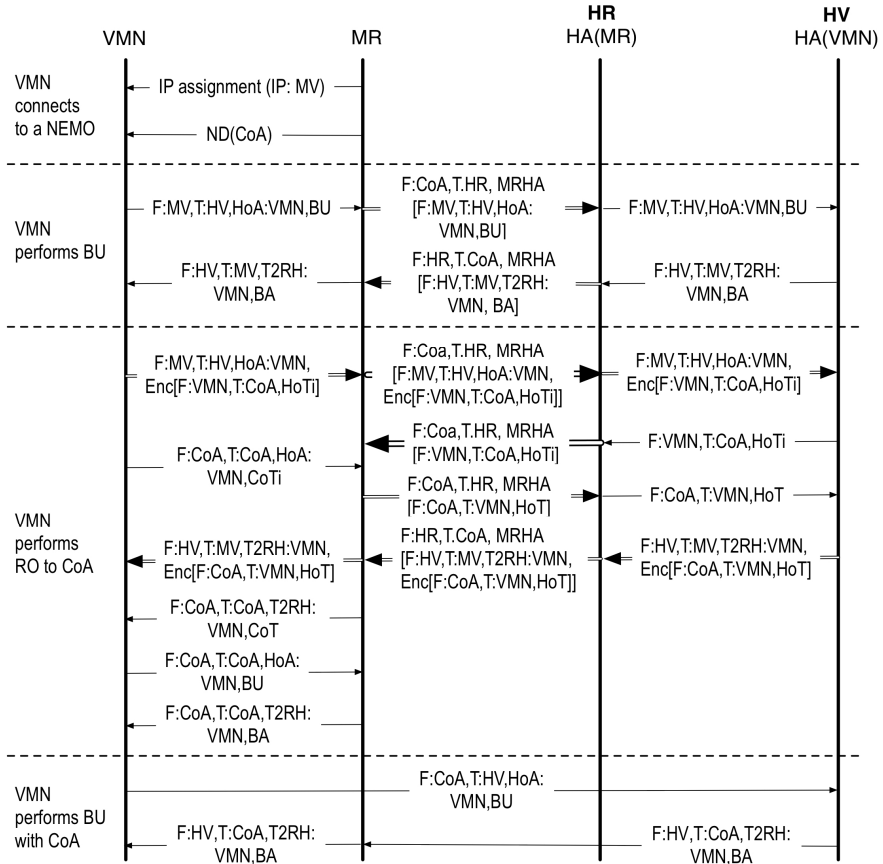 HR
HV
VMN
MR
HA(MR)
HA(VMN)
VMN
connects
to a NEMO
IP assignment (IP: MV)
ND(CoA)
VMN
performs BU
F:MV,T:HV,HoA:VMN,BU
F:CoA,T.HR, MRHA
[F:MV,T:HV,HoA:
VMN,BU]
F:MV,T:HV,HoA:VMN,BU
F:HV,T:MV,T2RH:
VMN,BA
F:HR,T.CoA, MRHA
[F:HV,T:MV,T2RH:
VMN, BA]
F:HV,T:MV,T2RH:
VMN,BA
VMN
performs
RO to CoA
F:MV,T:HV,HoA:VMN,
Enc[F:VMN,T:CoA,HoTi]
F:Coa,T.HR, MRHA
[F:MV,T:HV,HoA:VMN,
Enc[F:VMN,T:CoA,HoTi]]
F:MV,T:HV,HoA:VMN,
Enc[F:VMN,T:CoA,HoTi]
F:Coa,T.HR, MRHA
[F:VMN,T:CoA,HoTi]
F:VMN,T:CoA,HoTi
F:CoA,T:CoA,HoA:
VMN,CoTi
F:CoA,T.HR, MRHA
[F:CoA,T:VMN,HoT]
F:CoA,T:VMN,HoT
F:HV,T:MV,T2RH:VMN,
Enc[F:CoA,T:VMN,HoT]
F:HR,T.CoA, MRHA
[F:HV,T:MV,T2RH:VMN,
Enc[F:CoA,T:VMN,HoT]]
F:HV,T:MV,T2RH:VMN,
Enc[F:CoA,T:VMN,HoT]
F:CoA,T:CoA,T2RH:
VMN,CoT
F:CoA,T:CoA,HoA:
VMN,BU
F:CoA,T:CoA,T2RH:
VMN,BA
VMN
performs BU
with CoA
F:CoA,T:HV,HoA:
VMN,BU
F:HV,T:CoA,T2RH:
VMN,BA
F:HV,T:CoA,T2RH:
VMN,BA